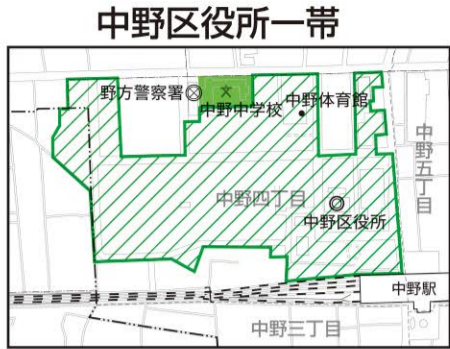 中野区役所一帯
野方警察署
中野中学校
中野体育館
中野五丁目
中野四丁目
中野区役所
中野駅
中野三丁目